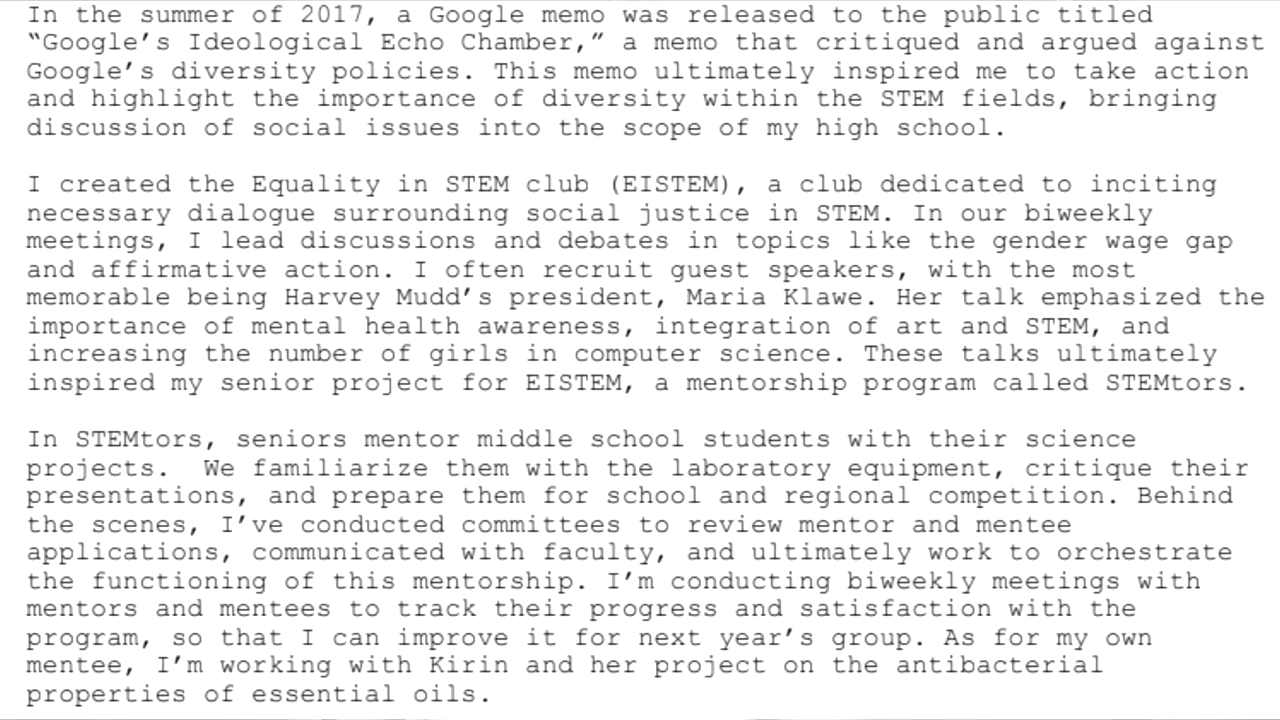 In the summer of 2017, a Google memo was released to the public titled
“Google’s Ideological Echo Chamber,” a memo that critiqued and argued against
Google’s diversity policies. This memo ultimately inspired me to take action
and highlight the importance of diversity within the STEM fields, bringing
discussion of social issues into the scope of my high school.
I created the Equality in STEM club (EISTEM), a club dedicated to inciting
necessary dialogue surrounding social justice in STEM. In our biweekly
meetings, I lead discussions and debates in topics like the gender wage gap
and affirmative action. I often recruit guest speakers, with the most
memorable being Harvey Mudd’s president, Maria Klawe. Her talk emphasized the
importance of mental health awareness, integration of art and STEM, and
increasing the number of girls in computer science. These talks ultimately
inspired my senior project for EISTEM, a mentorship program called STEMtors.
In STEMtors, seniors mentor middle school students with their science
projects.  We familiarize them with the laboratory equipment, critique their
presentations, and prepare them for school and regional competition. Behind
the scenes, I’ve conducted committees to review mentor and mentee
applications, communicated with faculty, and ultimately work to orchestrate
the functioning of this mentorship. I’m conducting biweekly meetings with
mentors and mentees to track their progress and satisfaction with the
program, so that I can improve it for next year’s group. As for my own
mentee, I’m working with Kirin and her project on the antibacterial
properties of essential oils.